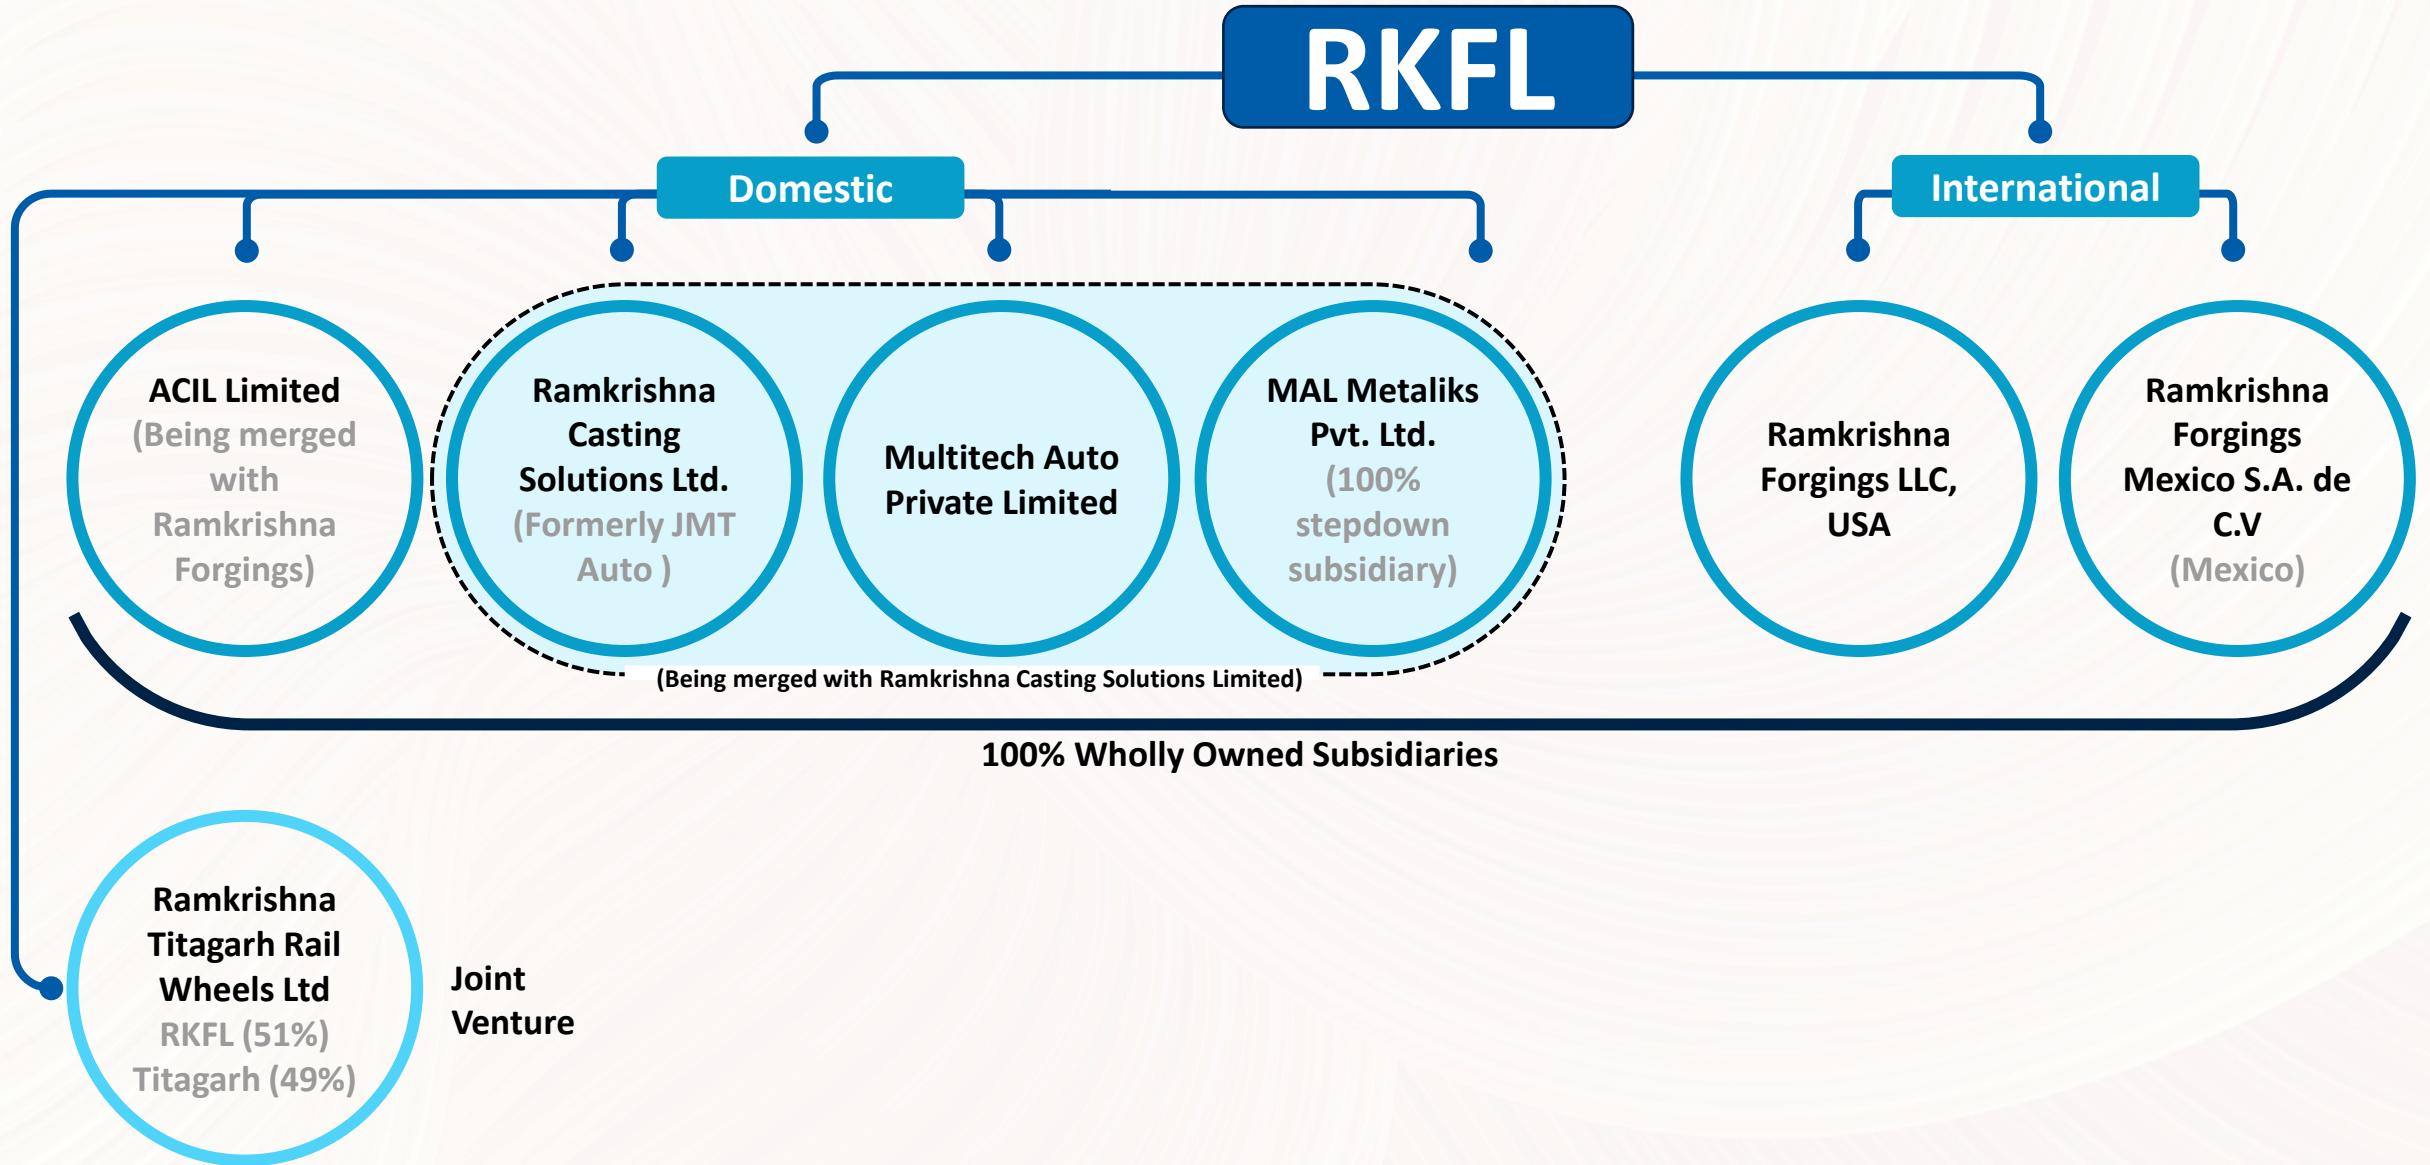 RKFL
Domestic
International
ACIL Limited
(Being merged
with
Ramkrishna
Forgings)
Ramkrishna
Casting
Solutions Ltd.
(Formerly JMT
Auto )
Multitech Auto
Private Limited
MAL Metaliks
Pvt. Ltd.
(100%
stepdown
subsidiary)
Ramkrishna
Forgings LLC,
USA
Ramkrishna
Forgings
Mexico S.A. de
C.V
(Mexico)
(Being merged with Ramkrishna Casting Solutions Limited)
100% Wholly Owned Subsidiaries
Ramkrishna
Titagarh Rail
Wheels Ltd
RKFL (51%)
Titagarh (49%)
Joint
Venture